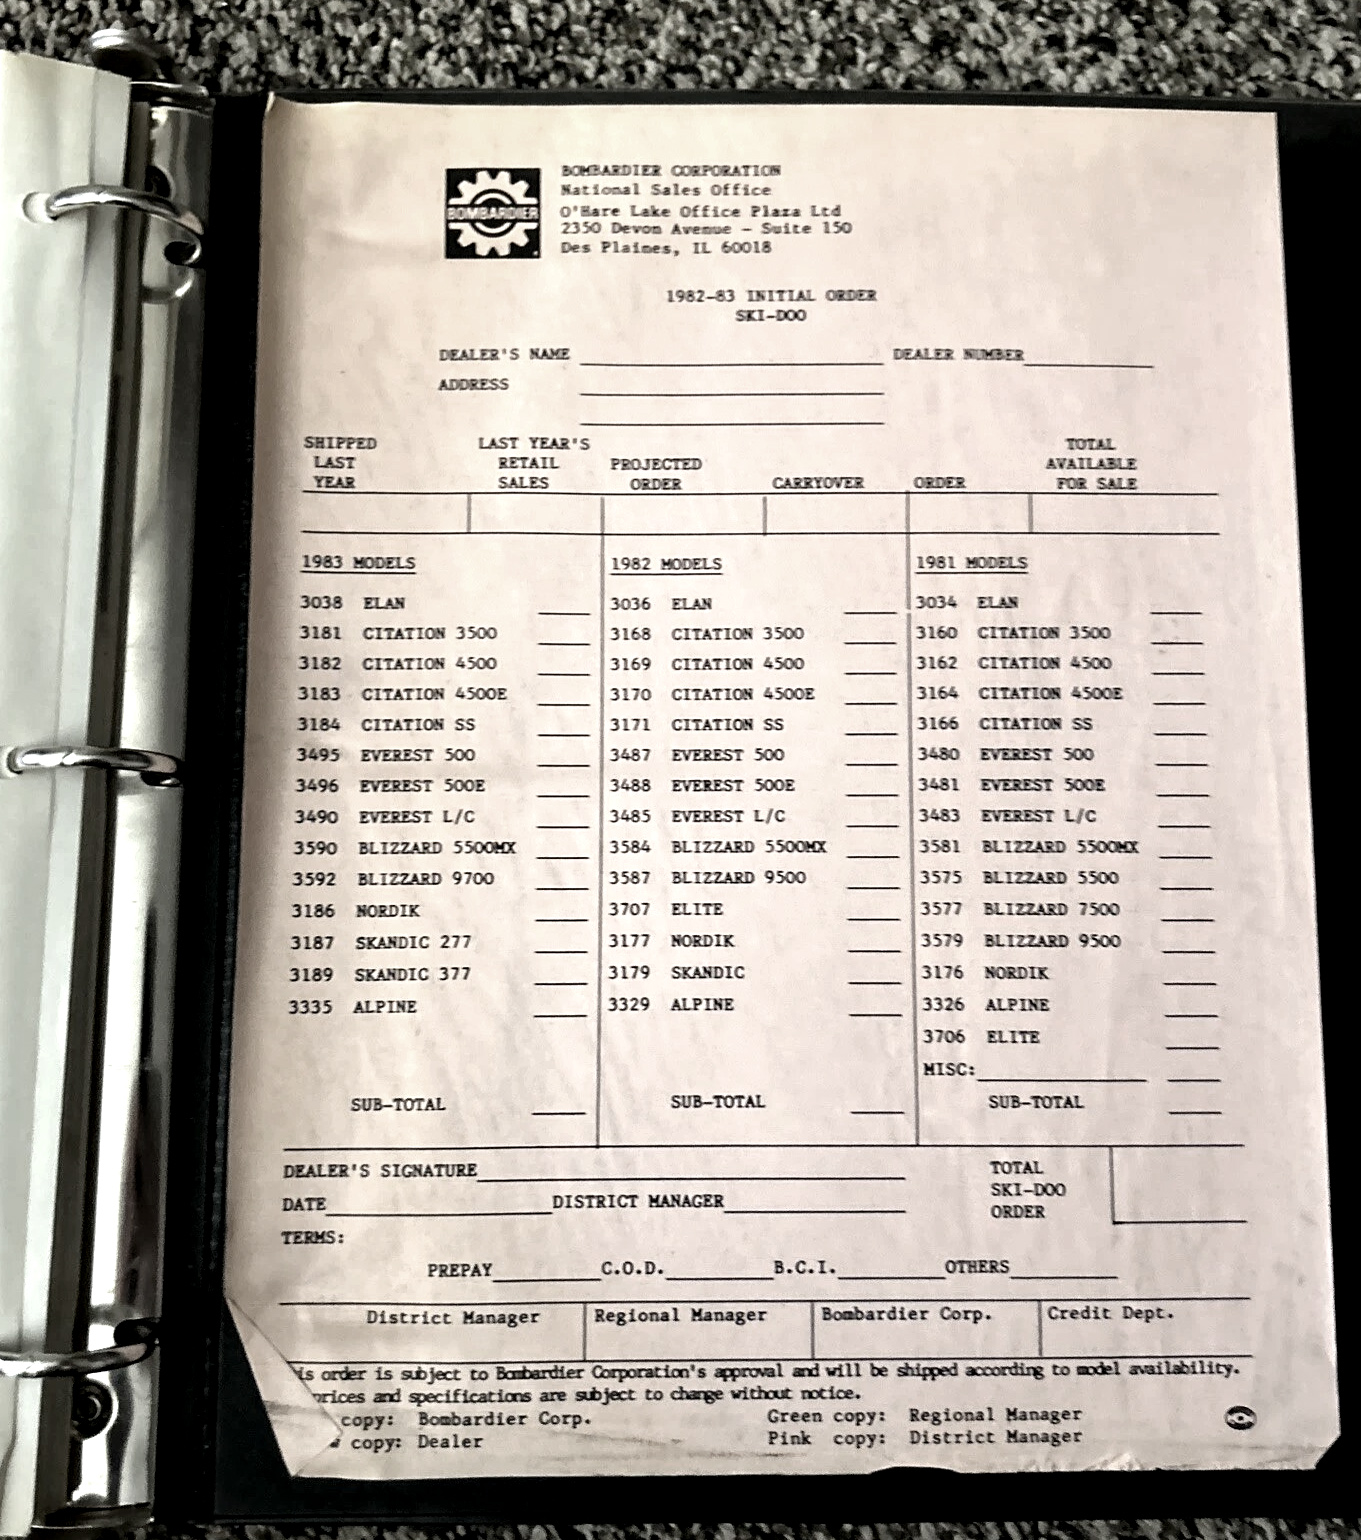 BOMBARDIER
BOMBARDIER CORPORATION
National Sales Office
O'Hare Lake Office Plaza Ltd
2350 Devon Avenue - Suite 150
Des Plaines, IL 60018
1982-83 INITIAL ORDER
SKI-DOO
DEALER'S NAME DEALER NUMBER
ADDRESS
SHIPPED LAST YEAR'S TOTAL
LAST RETAIL PROJECTED AVAILABLE
YEAR SALES ORDER CARRYOVER ORDER FOR SALE
1983 MODELS 1982 MODELS 1981 MODELS
3038 ELAN 3036 ELAN 3034 ELAN
3181 CITATION 3500 3168 CITATION 3500 3160 CITATION 3500
3182 CITATION 4500 3169 CITATION 4500 3162 CITATION 4500
3183 CITATION 4500E 3170 CITATION 4500E 3164 CITATION 4500E
3184 CITATION SS 3171 CITATION SS 3166 CITATION SS
3495 EVEREST 500 3487 EVEREST 500 3480 EVEREST 500
3496 EVEREST 500E 3488 EVEREST 500E 3481 EVEREST 500E
3490 EVEREST L/C 3485 EVEREST L/C 3483 EVEREST L/C
3590 BLIZZARD 5500MX 3584 BLIZZARD 5500MX 3581 BLIZZARD 5500MX
3592 BLIZZARD 9700 3587 BLIZZARD 9500 3575 BLIZZARD 5500
3186 NORDIK 3707 ELITE 3577 BLIZZARD 7500
3187 SKANDIC 277 3177 NORDIK 3579 BLIZZARD 9500
3189 SKANDIC 377 3179 SKANDIC 3176 NORDIK
3335 ALPINE 3329 ALPINE 3326 ALPINE
3706 ELITE
MISC:
SUB-TOTAL SUB-TOTAL SUB-TOTAL
DEALER'S SIGNATURE TOTAL
SKI-DOO
DATE DISTRICT MANAGER ORDER
TERMS:
PREPAY C.O.D. B.C.I. OTHERS
District Manager Regional Manager Bombardier Corp. Credit Dept.
is order is subject to Bombardier Corporation's approval and will be shipped according to model availability.
prices and specifications are subject to change without notice.
copy: Bombardier Corp. Green copy: Regional Manager
copy: Dealer Pink copy: District Manager